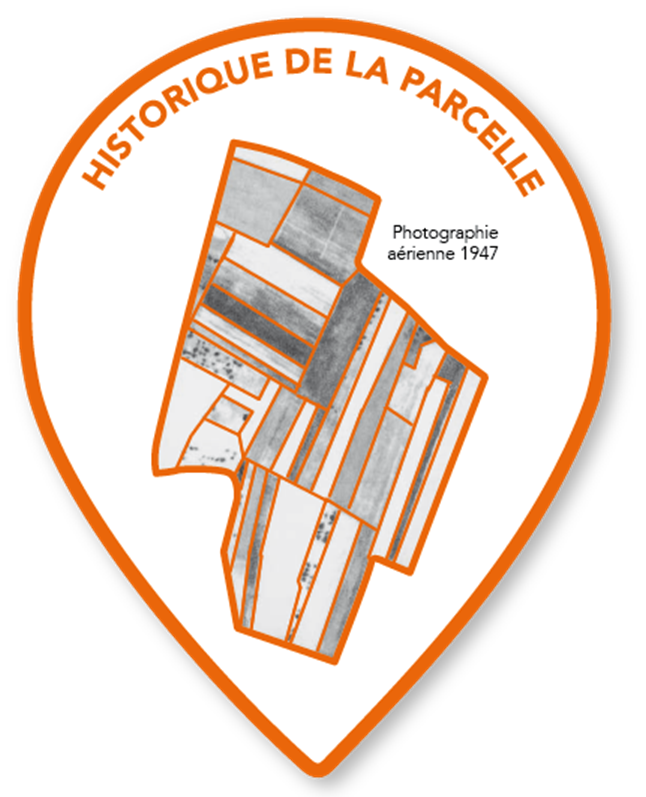 HISTORIQUE DE LA PARCELLE
Photographie
aérienne 1947